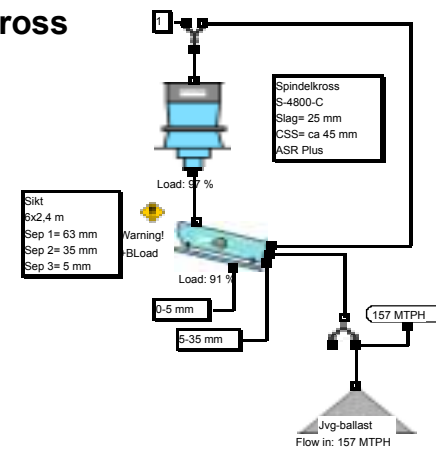 ross
1
Spindelkross
S-4800-C
Slag= 25 mm
CSS= ca 45 mm
ASR Plus
Load: 97 %
Sikt
6x2,4 m
Sep 1= 63 mm
Sep 2= 35 mm
Sep 3= 5 mm
Warning!
BLoad
Load: 91 %
0-5 mm
5-35 mm
157 MTPH
Jvg-ballast
Flow in: 157 MTPH